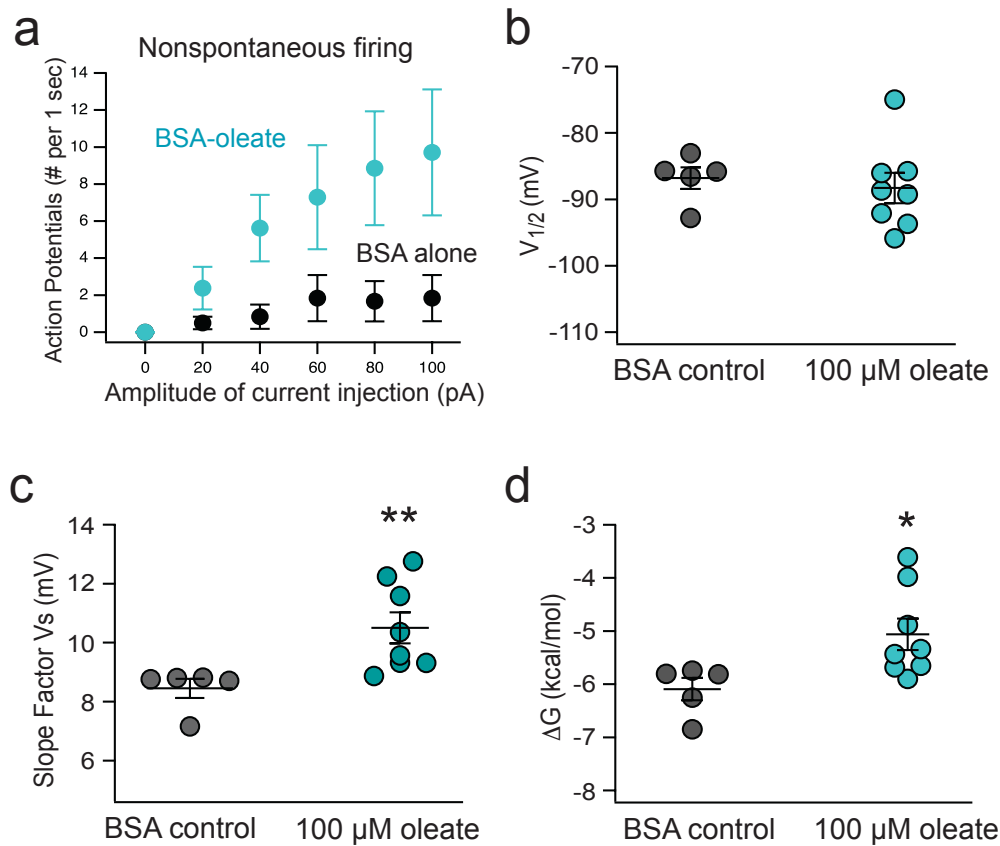 a
Nonspontaneous firing
Action Potentials (# per 1 sec)
14
12
10
8
6
4
2
0
BSA-oleate
BSA alone
0 20 40 60 80 100
Amplitude of current injection (pA)
b
V1/2 (mV)
-70
-80
-90
-100
-110
BSA control 100 µM oleate
c
Slope Factor Vs (mV)
14
12
10
8
6
**
BSA control 100 µM oleate
d
ΔG (kcal/mol)
-3
-4
-5
-6
-7
-8
*
BSA control 100 µM oleate